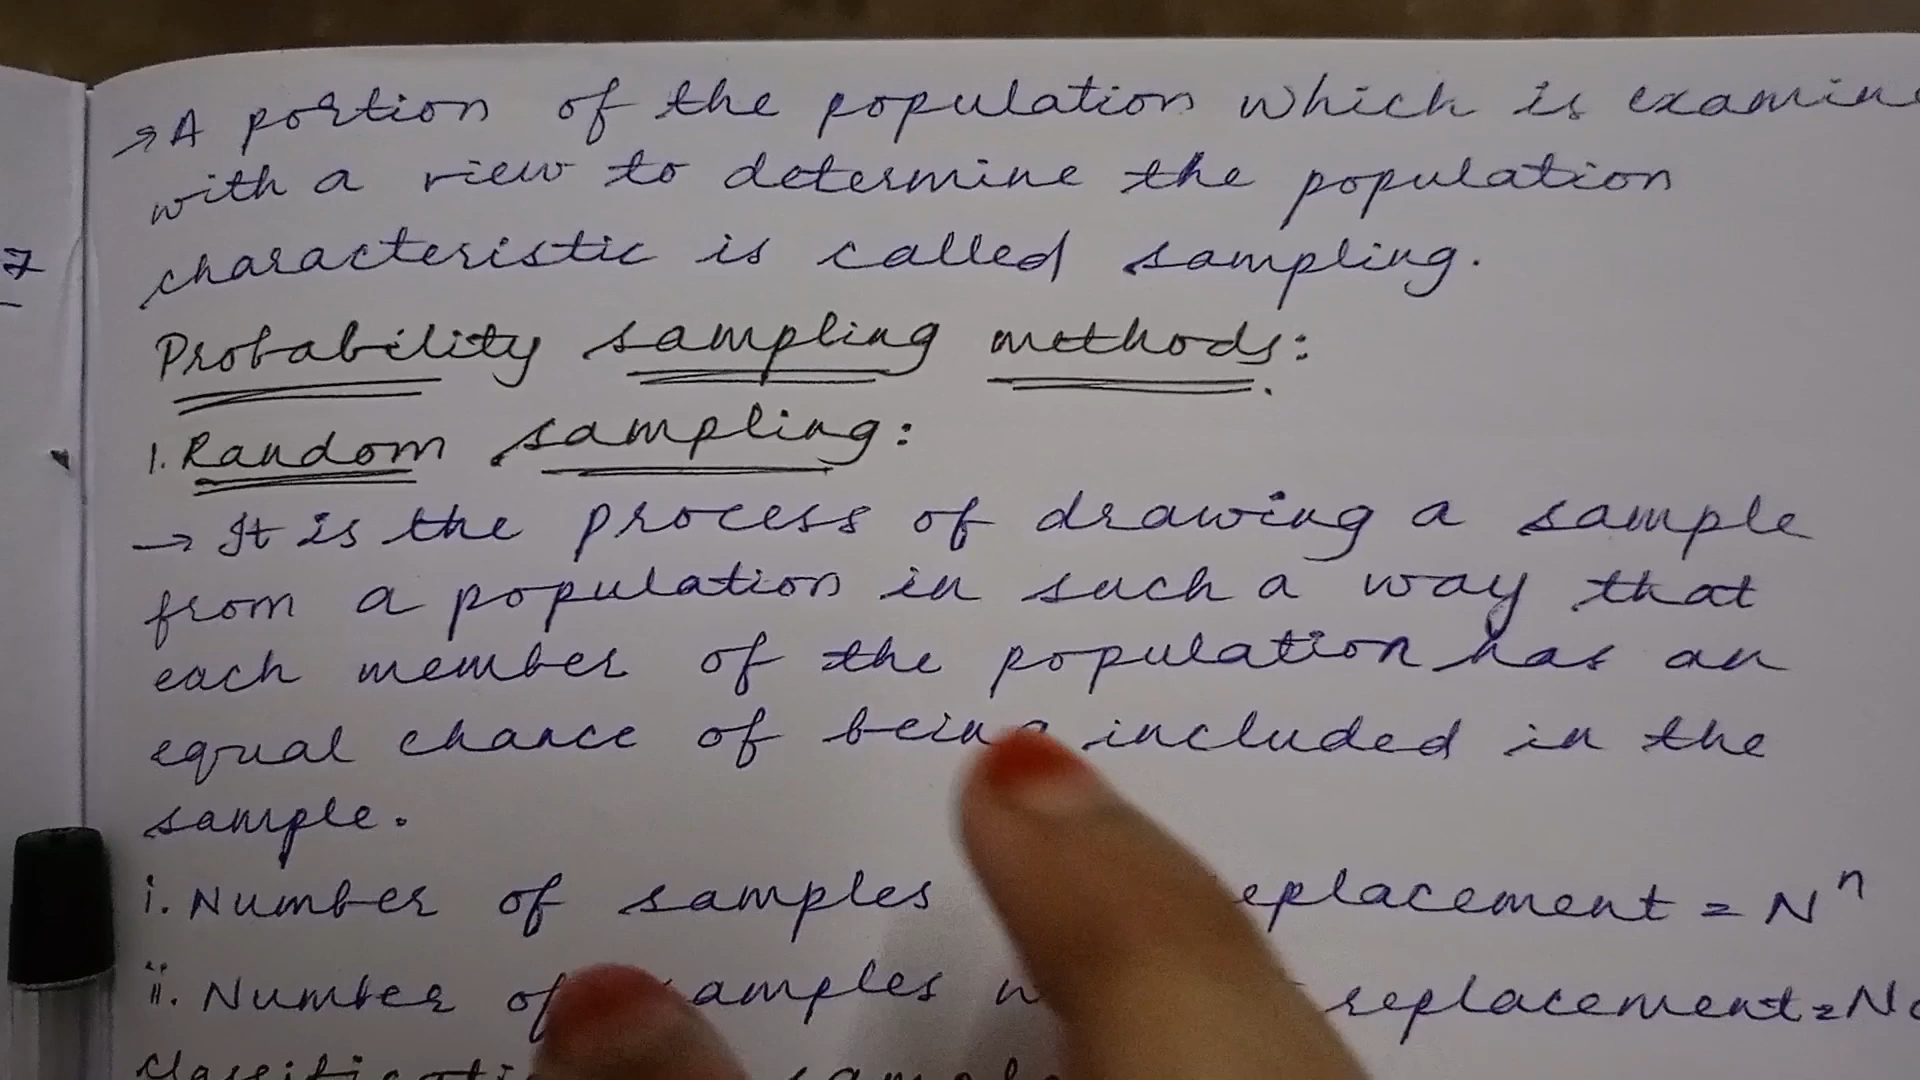 → A portion of the population which is examine
with a view to determine the population
characteristic is called sampling.
Probability sampling methods:
1. Random sampling:
→ It is the process of drawing a sample
from a population in such a way that
each member of the population has an
equal chance of being included in the
sample.
i. Number of samples eplacement = Nⁿ
ii. Number of amples replacement = Nc